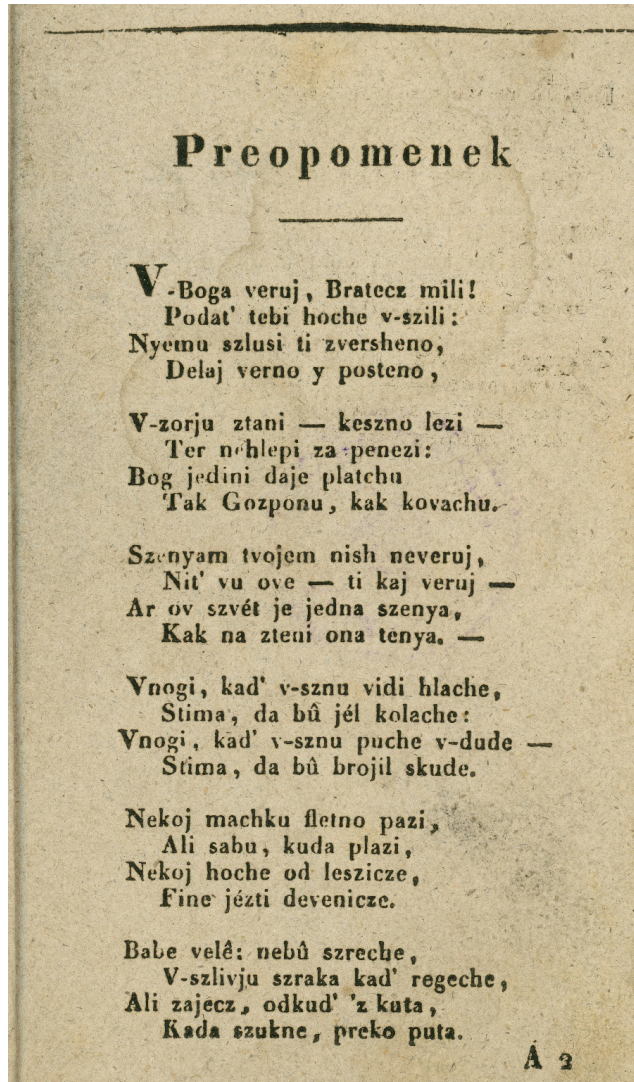 Preopomenek
V-Boga veruj, Bratecz mili!
Podat' tebi hoche v-szili:
Nyemu szlusi ti zversheno,
Delaj verno y posteno,
V-zorju ztani — keszno lezi —
Ter nehlepi za penezi:
Bog jedini daje platchu
Tak Gozponu, kak kovachu.
Szenyam tvojem nish neveruj,
Nit' vu ove — ti kaj veruj —
Ar ov szvét je jedna szenya,
Kak na zteni ona tenya. —
Vnogi, kad' v-sznu vidi hlache,
Stima, da bû jél kolache:
Vnogi, kad' v-sznu puche v-dude —
Stima, da bû brojil skude.
Nekoj machku fletno pazi,
Ali sabu, kuda plazi,
Nekoj hoche od leszicze,
Fine jézti devenicze.
Babe velê: nebû szreche,
V-szlivju szraka kad' regeche,
Ali zajecz, odkud' 'z kuta,
Kada szukne, preko puta.
A 2